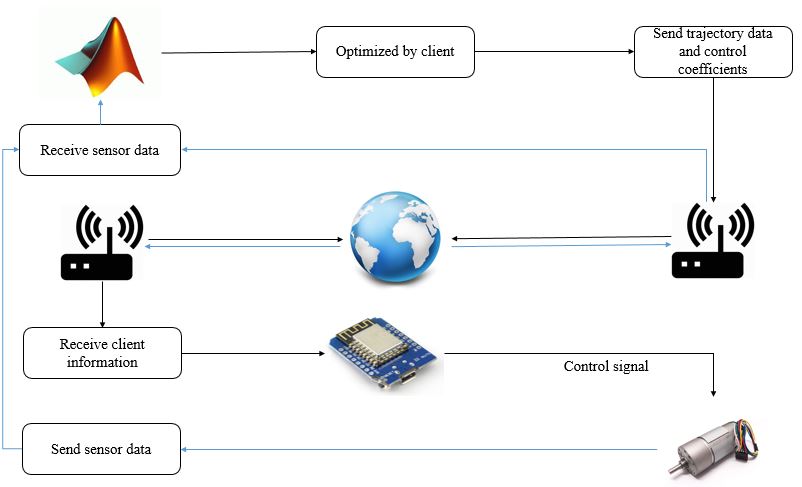 Optimized by client
Send trajectory data
and control
coefficients
Receive sensor data
Receive client
information
Control signal
Send sensor data